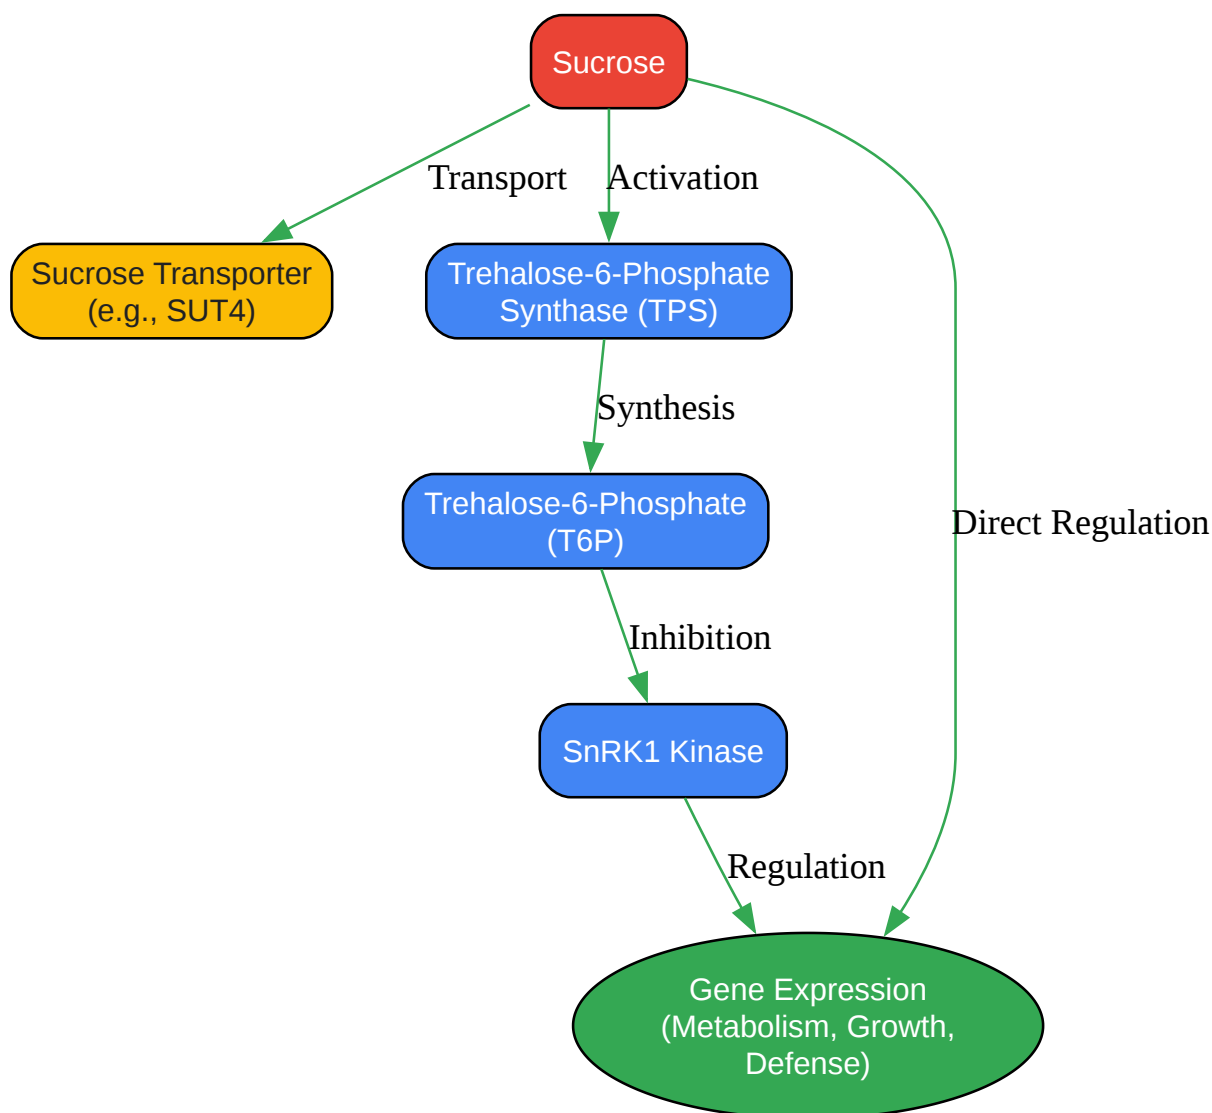 Sucrose
Transport
Activation
Sucrose Transporter
(e.g., SUT4)
Trehalose-6-Phosphate
Synthase (TPS)
Synthesis
Trehalose-6-Phosphate
(T6P)
Direct Regulation
Inhibition
SnRK1 Kinase
Regulation
Gene Expression
(Metabolism, Growth,
Defense)